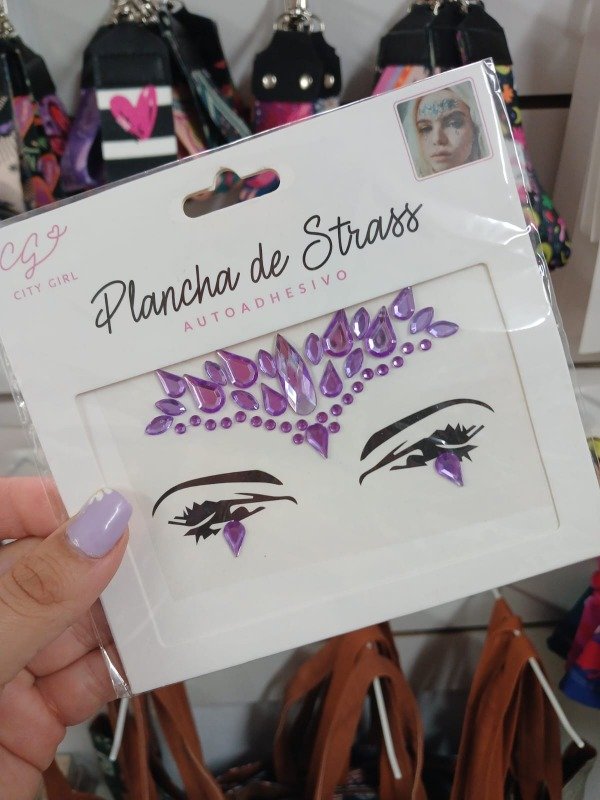 CG
CITY GIRL
Plancha de Strass
AUTOADHESIVO